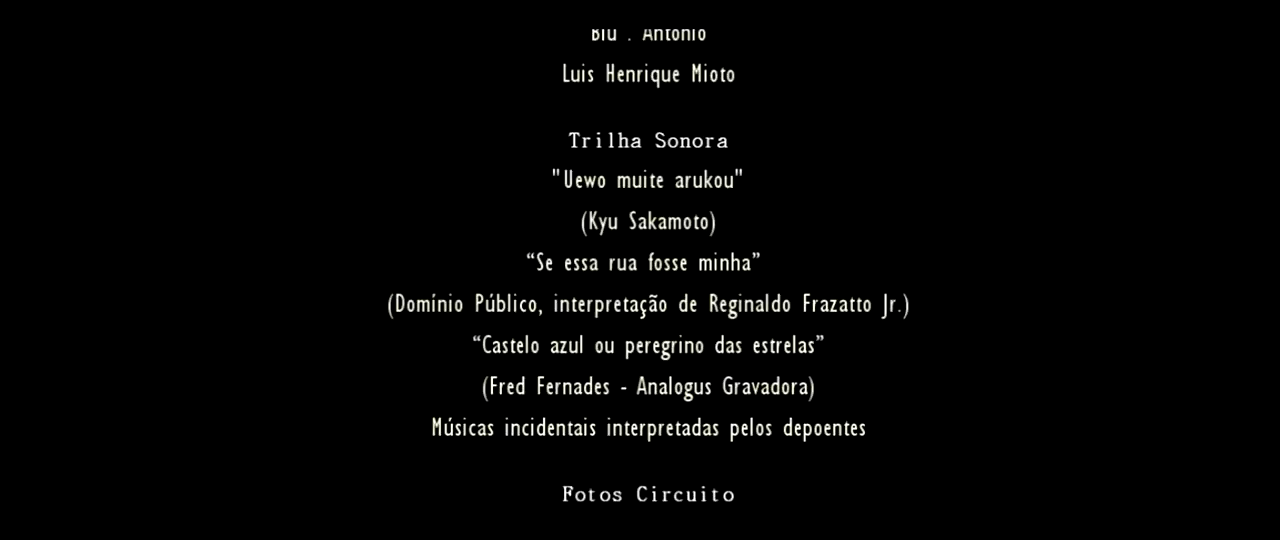 Biu . Antonio
Luis Henrique Mioto
Trilha Sonora
"Uewo muite arukou"
(Kyu Sakamoto)
“Se essa rua fosse minha”
(Domínio Público, interpretação de Reginaldo Frazatto Jr.)
“Castelo azul ou peregrino das estrelas”
(Fred Fernades - Analogus Gravadora)
Músicas incidentais interpretadas pelos depoentes
Fotos Circuito